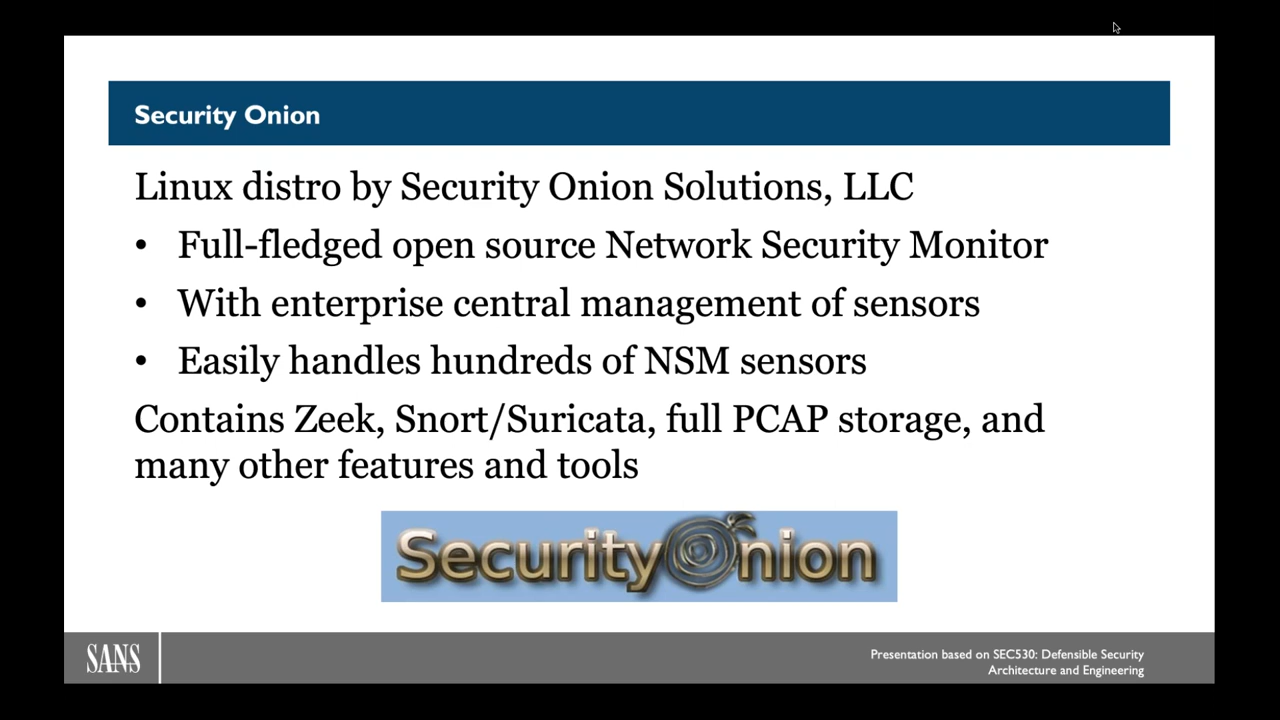 Security Onion
Linux distro by Security Onion Solutions, LLC
• Full-fledged open source Network Security Monitor
• With enterprise central management of sensors
• Easily handles hundreds of NSM sensors
Contains Zeek, Snort/Suricata, full PCAP storage, and
many other features and tools
SecurityOnion
SANS
Presentation based on SEC530: Defensible Security
Architecture and Engineering